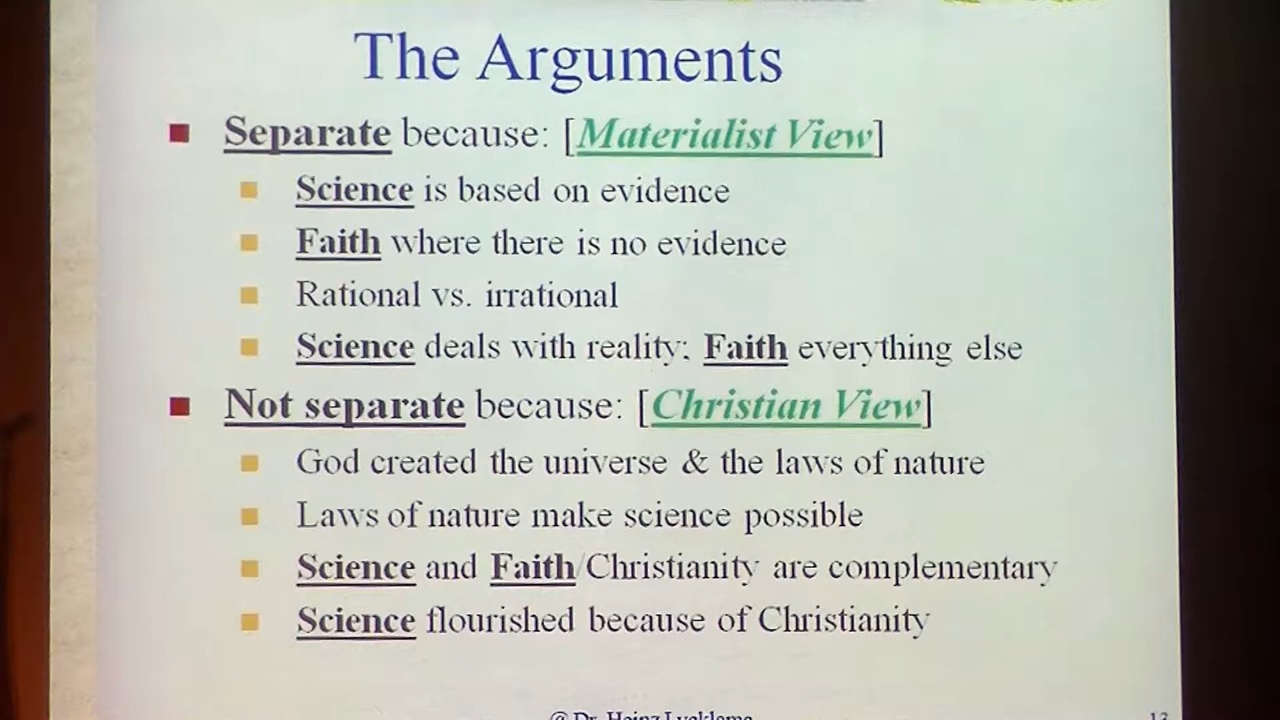 The Arguments
Separate because: [Materialist View]
Science is based on evidence
Faith where there is no evidence
Rational vs. irrational
Science deals with reality; Faith everything else
Not separate because: [Christian View]
God created the universe & the laws of nature
Laws of nature make science possible
Science and Faith/Christianity are complementary
Science flourished because of Christianity
@ Dr. Heinz Lycklama